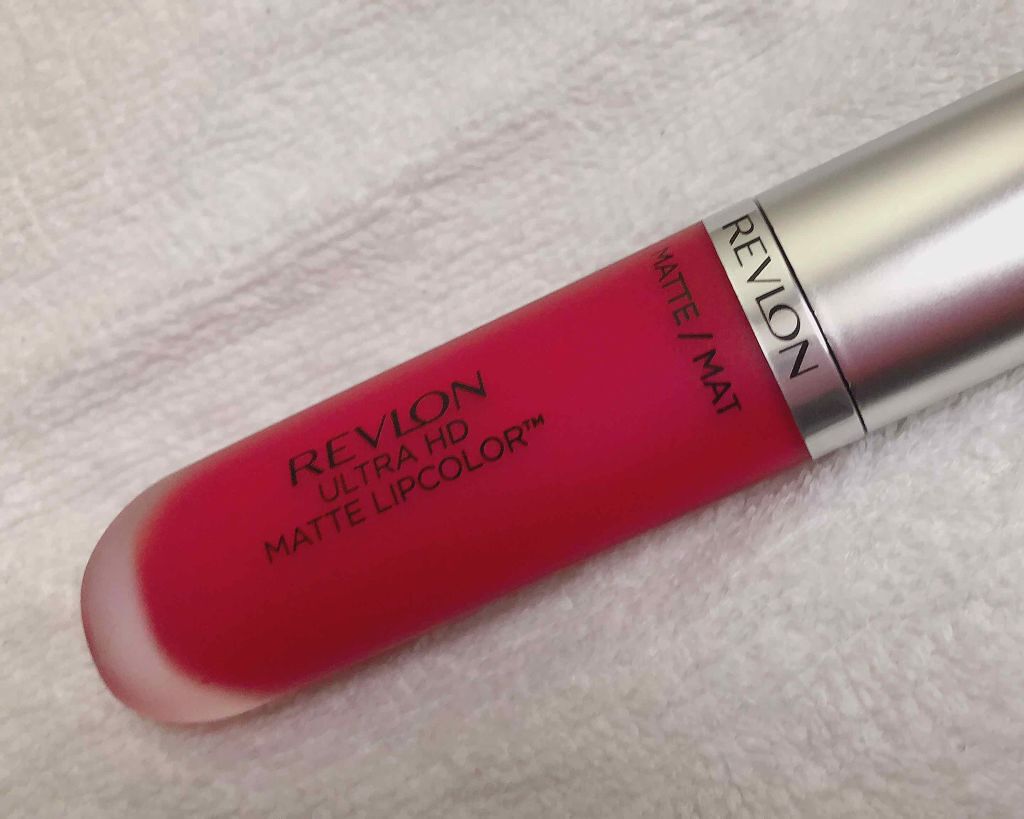 REVLON
ULTRA HD
MATTE LIPCOLOR™
MATTE / MAT
REVLON